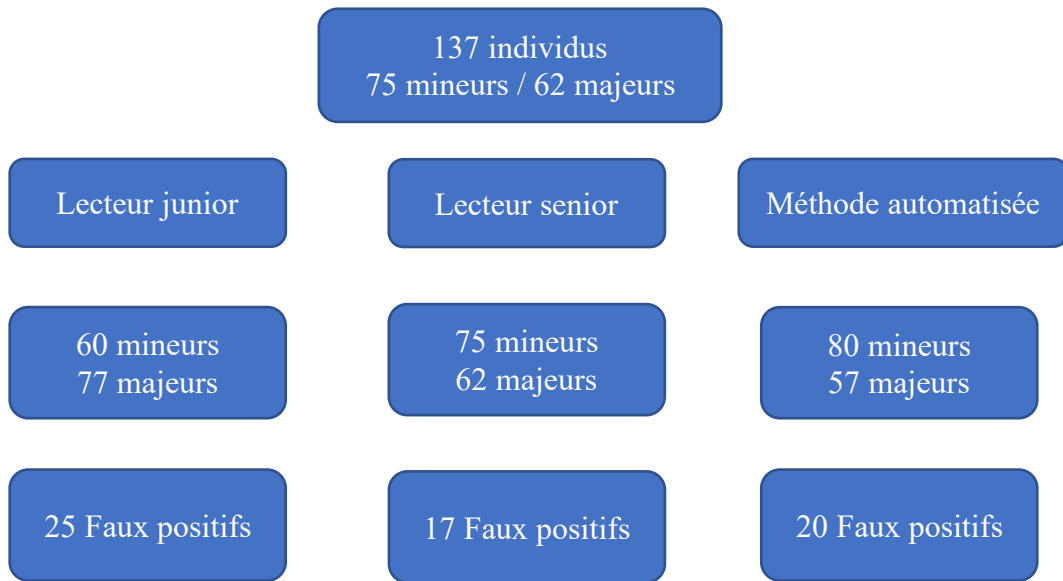 137 individus
75 mineurs / 62 majeurs
Lecteur junior
Lecteur senior
Méthode automatisée
60 mineurs
77 majeurs
75 mineurs
62 majeurs
80 mineurs
57 majeurs
25 Faux positifs
17 Faux positifs
20 Faux positifs